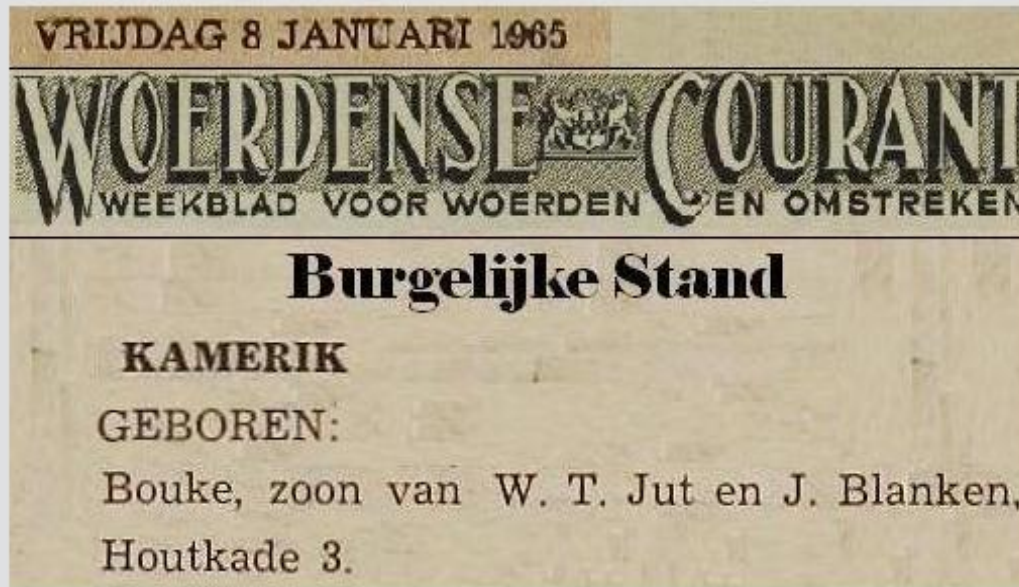 VRIJDAG 8 JANUARI 1965
WOERDENSE COURANT
WEEKBLAD VOOR WOERDEN EN OMSTREKEN
Burgelijke Stand
KAMERIK
GEBOREN:
Bouke, zoon van W. T. Jut en J. Blanken,
Houtkade 3.